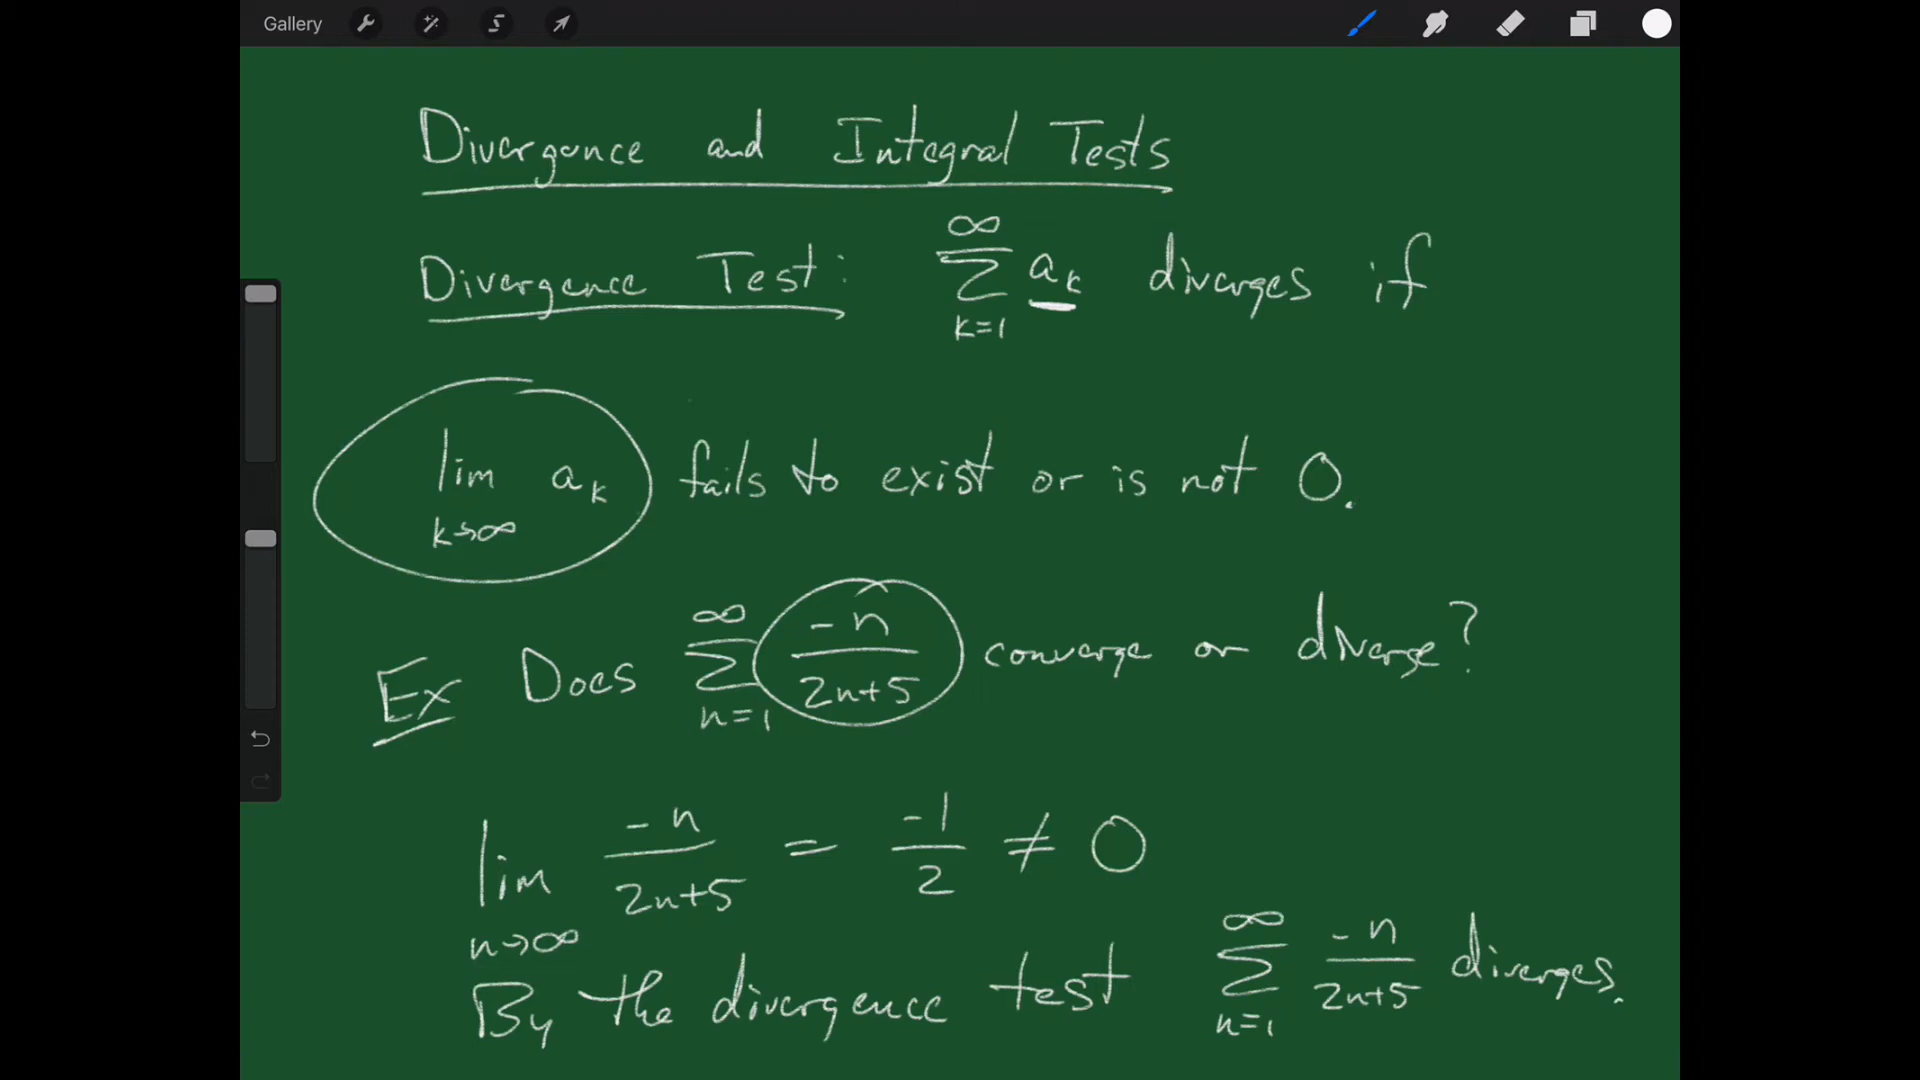 Gallery
Divergence and Integral Tests
Divergence Test: ∞ ∑ k=1 a_k diverges if
lim k→∞ a_k fails to exist or is not 0.
Ex Does ∞ ∑ n=1 -n/(2n+5) converge or diverge?
lim n→∞ -n/(2n+5) = -1/2 ≠ 0
By the divergence test ∞ ∑ n=1 -n/(2n+5) diverges.